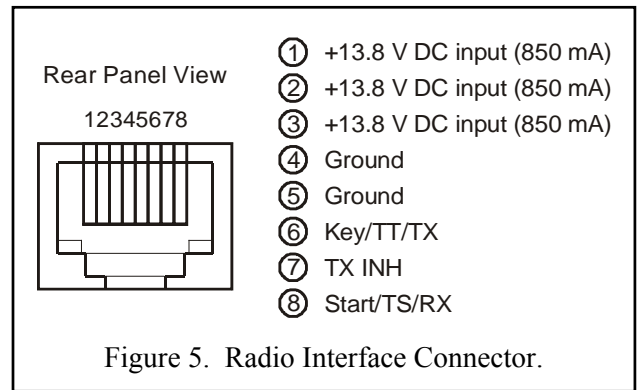 Rear Panel View
12345678
1 +13.8 V DC input (850 mA)
2 +13.8 V DC input (850 mA)
3 +13.8 V DC input (850 mA)
4 Ground
5 Ground
6 Key/TT/TX
7 TX INH
8 Start/TS/RX
Figure 5. Radio Interface Connector.